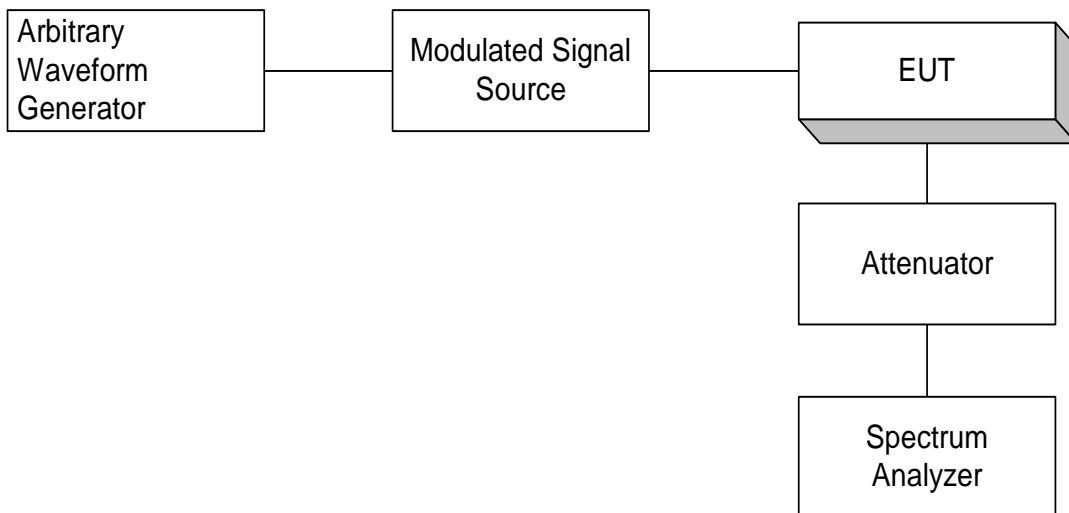 Arbitrary
Waveform
Generator
Modulated Signal
Source
EUT
Attenuator
Spectrum
Analyzer